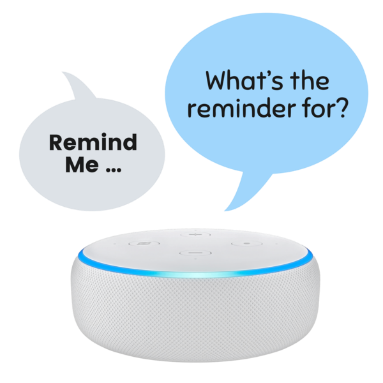 Remind
Me ...
What's the
reminder for?